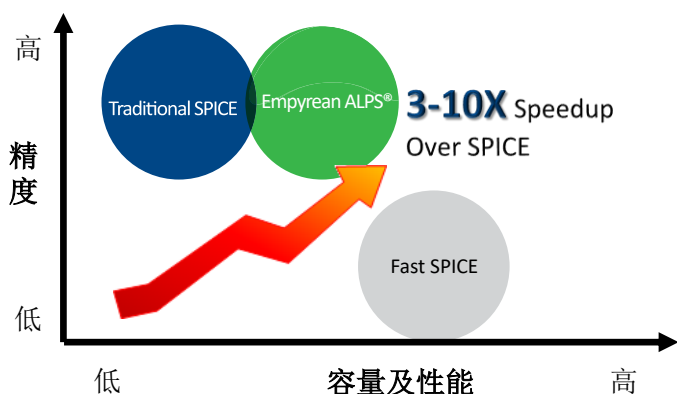 高
Traditional SPICE
Empyrean ALPS®
3-10X Speedup
Over SPICE
精
度
Fast SPICE
低
低
容量及性能
高